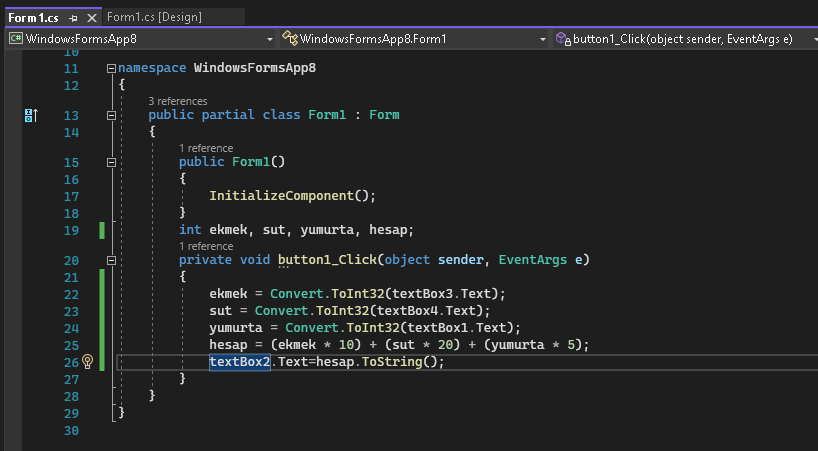 Form1.cs
Form1.cs [Design]
C# WindowsFormsApp8
WindowsFormsApp8.Form1
button1_Click(object sender, EventArgs e)
10
11 namespace WindowsFormsApp8
12 {
3 references
13 public partial class Form1 : Form
14 {
1 reference
15 public Form1()
16 {
17 InitializeComponent();
18 }
19 int ekmek, sut, yumurta, hesap;
1 reference
20 private void button1_Click(object sender, EventArgs e)
21 {
22 ekmek = Convert.ToInt32(textBox3.Text);
23 sut = Convert.ToInt32(textBox4.Text);
24 yumurta = Convert.ToInt32(textBox1.Text);
25 hesap = (ekmek * 10) + (sut * 20) + (yumurta * 5);
26 textBox2.Text=hesap.ToString();
27 }
28 }
29 }
30